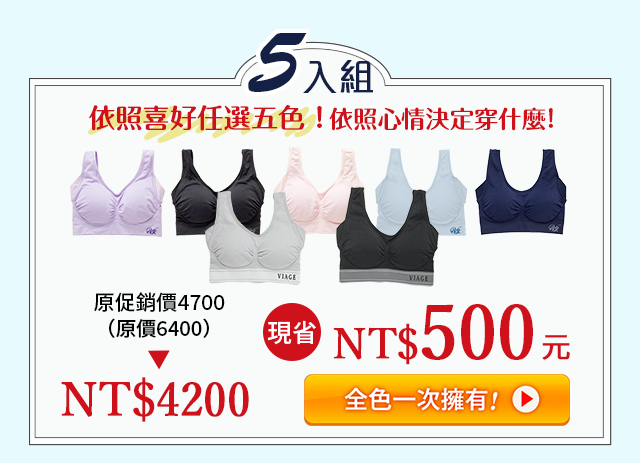 5入組
依照喜好任選五色！依照心情決定穿什麼!
VIAGE
VIAGE
原促銷價4700
（原價6400）
現省 NT$500元
NT$4200
全色一次擁有!